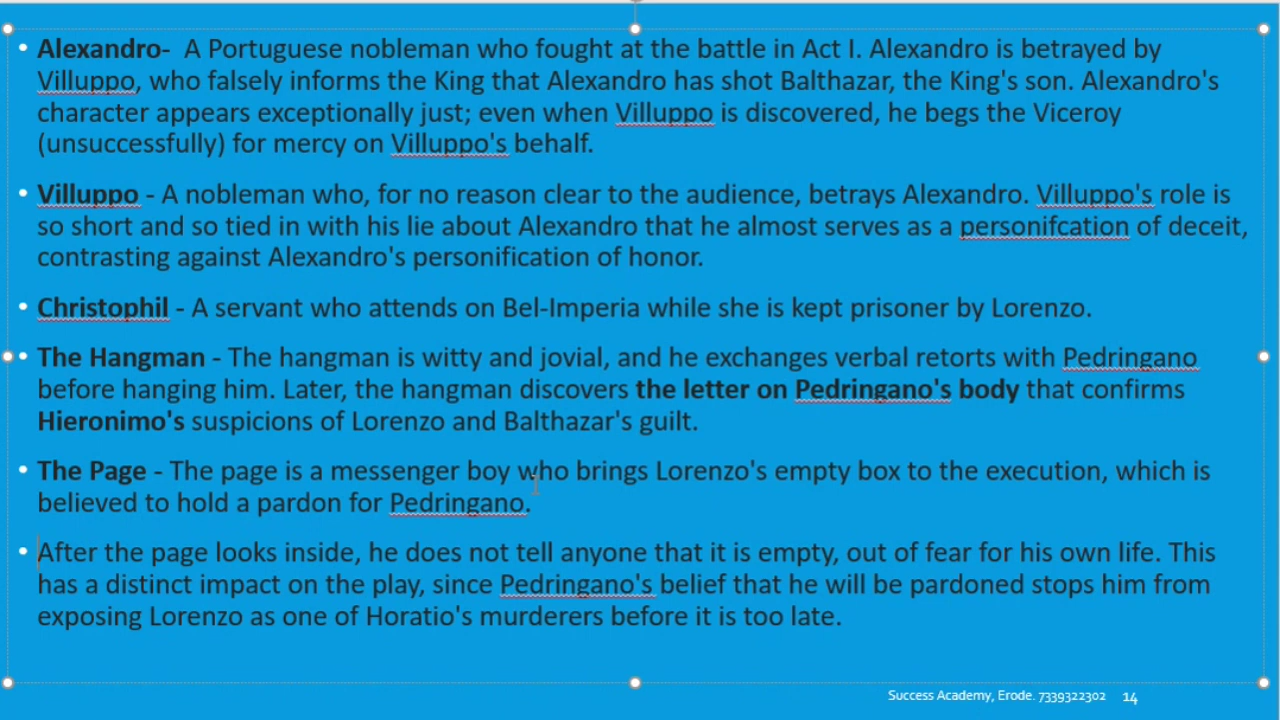 • Alexandro-  A Portuguese nobleman who fought at the battle in Act I. Alexandro is betrayed by
Villuppo, who falsely informs the King that Alexandro has shot Balthazar, the King's son. Alexandro's
character appears exceptionally just; even when Villuppo is discovered, he begs the Viceroy
(unsuccessfully) for mercy on Villuppo's behalf.
• Villuppo - A nobleman who, for no reason clear to the audience, betrays Alexandro. Villuppo's role is
so short and so tied in with his lie about Alexandro that he almost serves as a personifcation of deceit,
contrasting against Alexandro's personification of honor.
• Christophil - A servant who attends on Bel-Imperia while she is kept prisoner by Lorenzo.
• The Hangman - The hangman is witty and jovial, and he exchanges verbal retorts with Pedringano
before hanging him. Later, the hangman discovers the letter on Pedringano's body that confirms
Hieronimo's suspicions of Lorenzo and Balthazar's guilt.
• The Page - The page is a messenger boy who brings Lorenzo's empty box to the execution, which is
believed to hold a pardon for Pedringano.
• After the page looks inside, he does not tell anyone that it is empty, out of fear for his own life. This
has a distinct impact on the play, since Pedringano's belief that he will be pardoned stops him from
exposing Lorenzo as one of Horatio's murderers before it is too late.
Success Academy, Erode. 7339322302 14